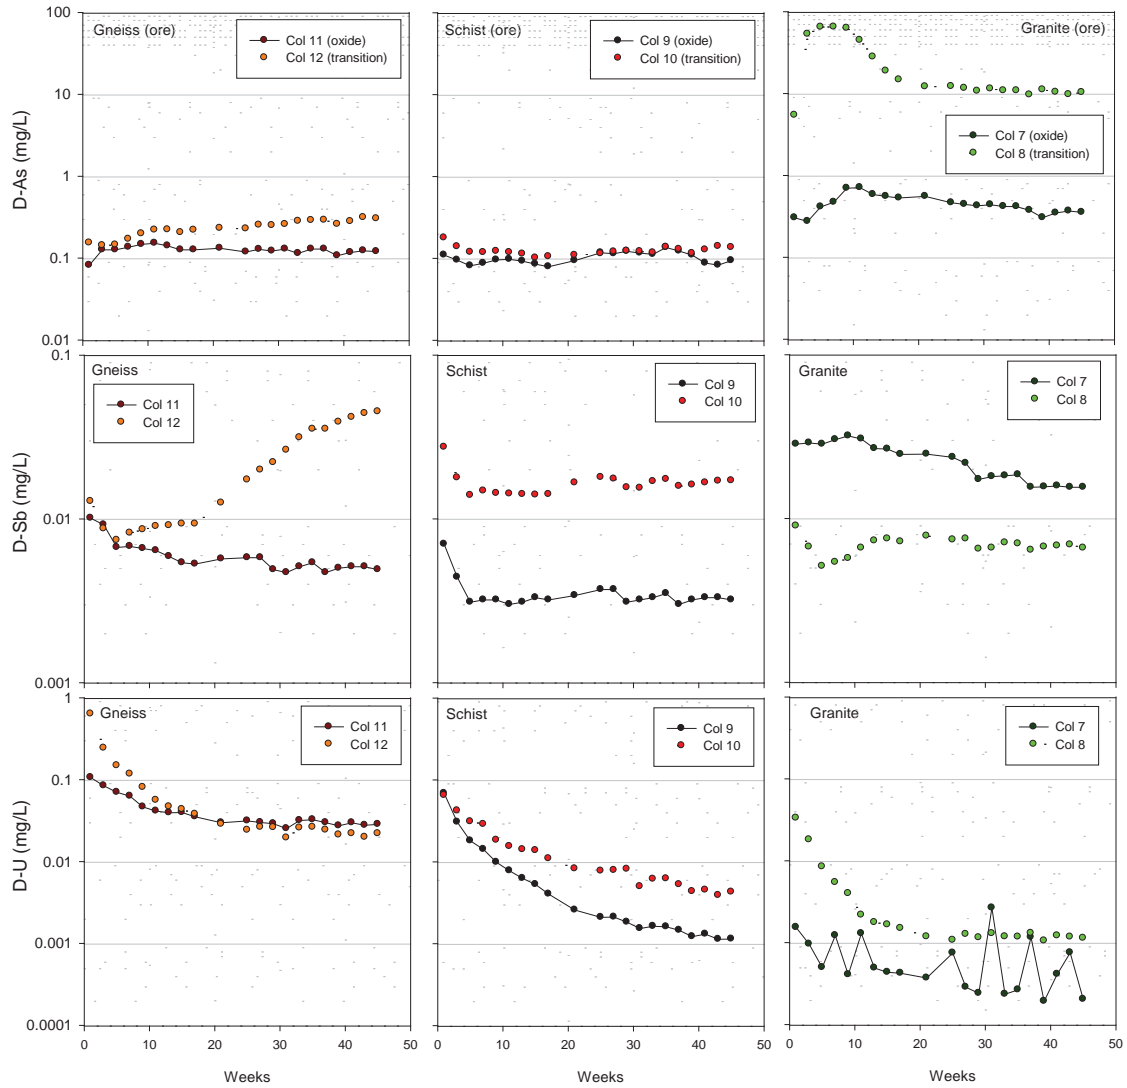 Gneiss (ore)
Col 11 (oxide)
Col 12 (transition)
Schist (ore)
Col 9 (oxide)
Col 10 (transition)
Granite (ore)
Col 7 (oxide)
Col 8 (transition)
D-As (mg/L)
100
10
1
0.1
0.01
Gneiss
Col 11
Col 12
Schist
Col 9
Col 10
Granite
Col 7
Col 8
D-Sb (mg/L)
0.1
0.01
0.001
Gneiss
Col 11
Col 12
Schist
Col 9
Col 10
Granite
Col 7
Col 8
D-U (mg/L)
1
0.1
0.01
0.001
0.0001
0 10 20 30 40 50
0 10 20 30 40 50
0 10 20 30 40 50
Weeks
Weeks
Weeks